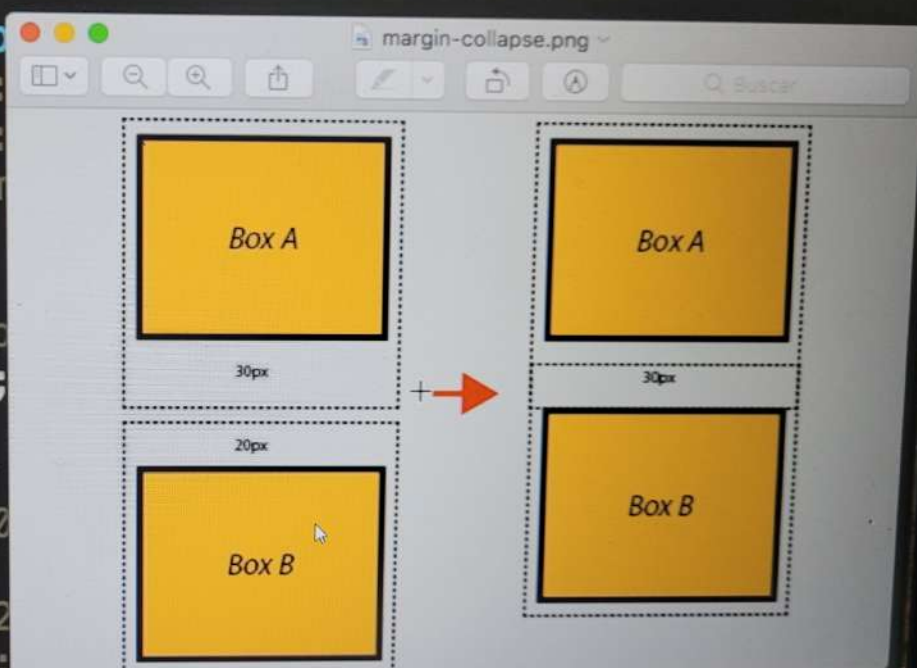 margin-collapse.png
Buscar
Box A
30px
20px
Box B
Box A
30px
Box B